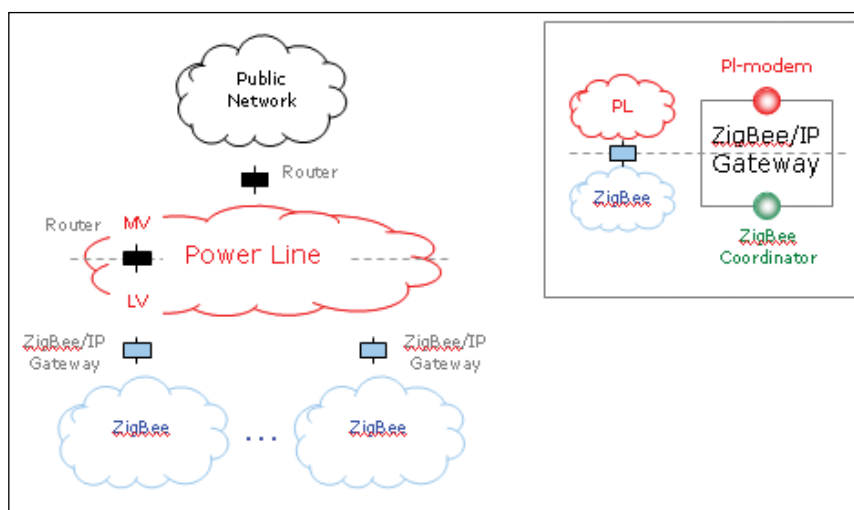 Public
Network
Router
Router
MV
Power Line
LV
ZigBee/IP
Gateway
ZigBee/IP
Gateway
ZigBee
...
ZigBee
Pl-modem
PL
ZigBee/IP
Gateway
ZigBee
ZigBee
Coordinator